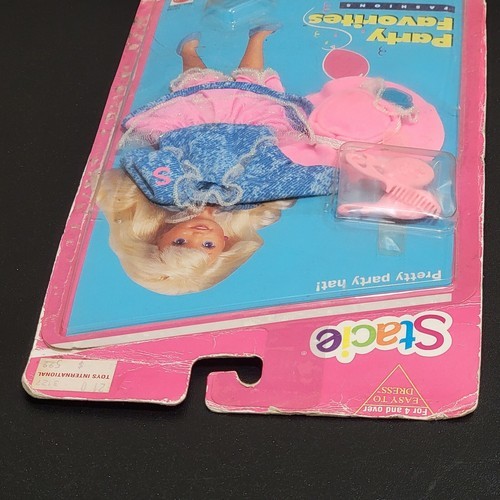 For 4 and over
EASY TO
DRESS
Stacie
TOYS INTERNATIONAL
Pretty party hat!
S
Party
Favorites
FASHIONS